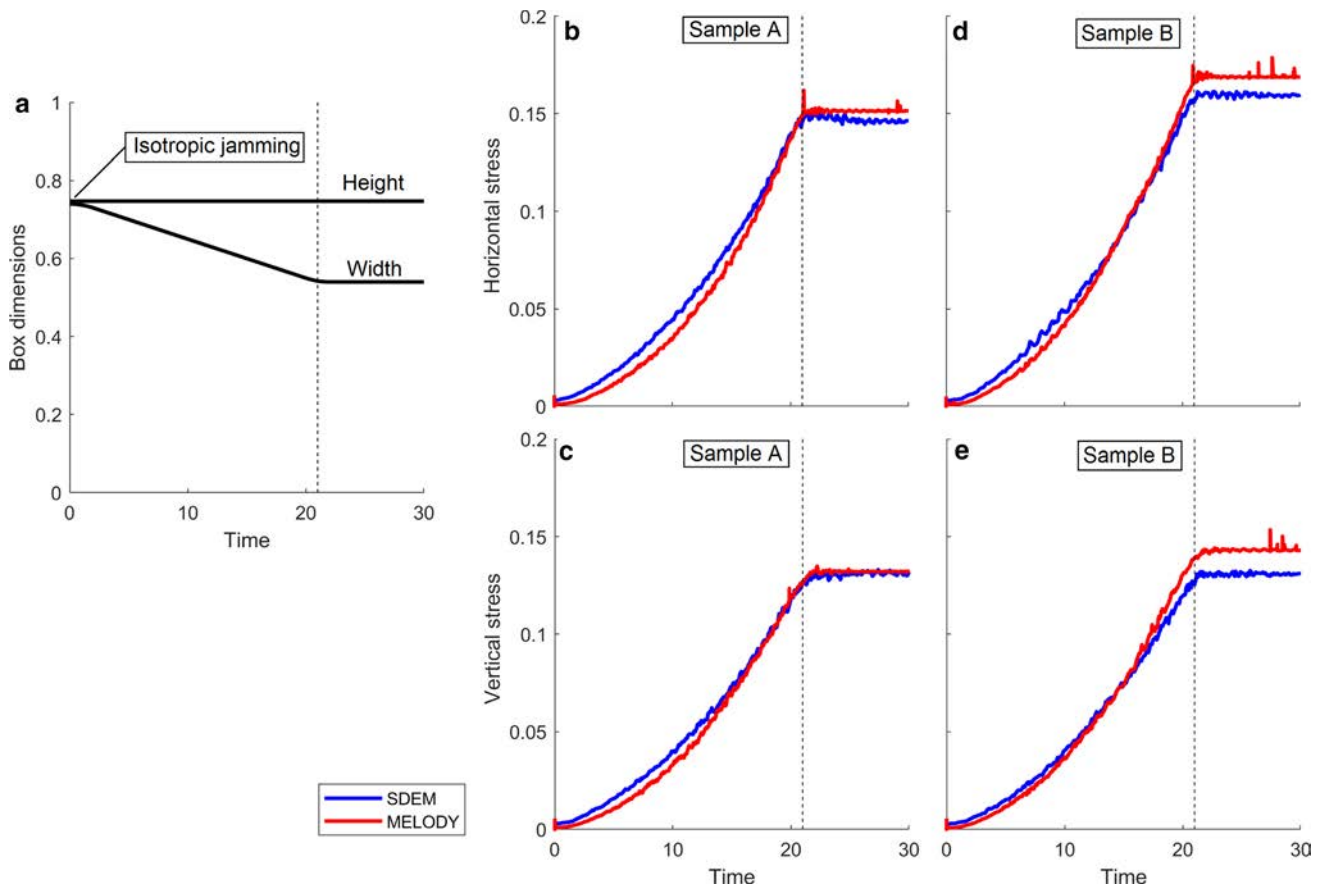 a
1
0.8
0.6
0.4
0.2
0
0
10
20
30
Box dimensions
Time
Isotropic jamming
Height
Width
b
Sample A
0.2
0.15
0.1
0.05
0
0
10
20
30
Horizontal stress
d
Sample B
0
10
20
30
c
Sample A
0.2
0.15
0.1
0.05
0
0
10
20
30
Vertical stress
Time
e
Sample B
0
10
20
30
Time
SDEM
MELODY